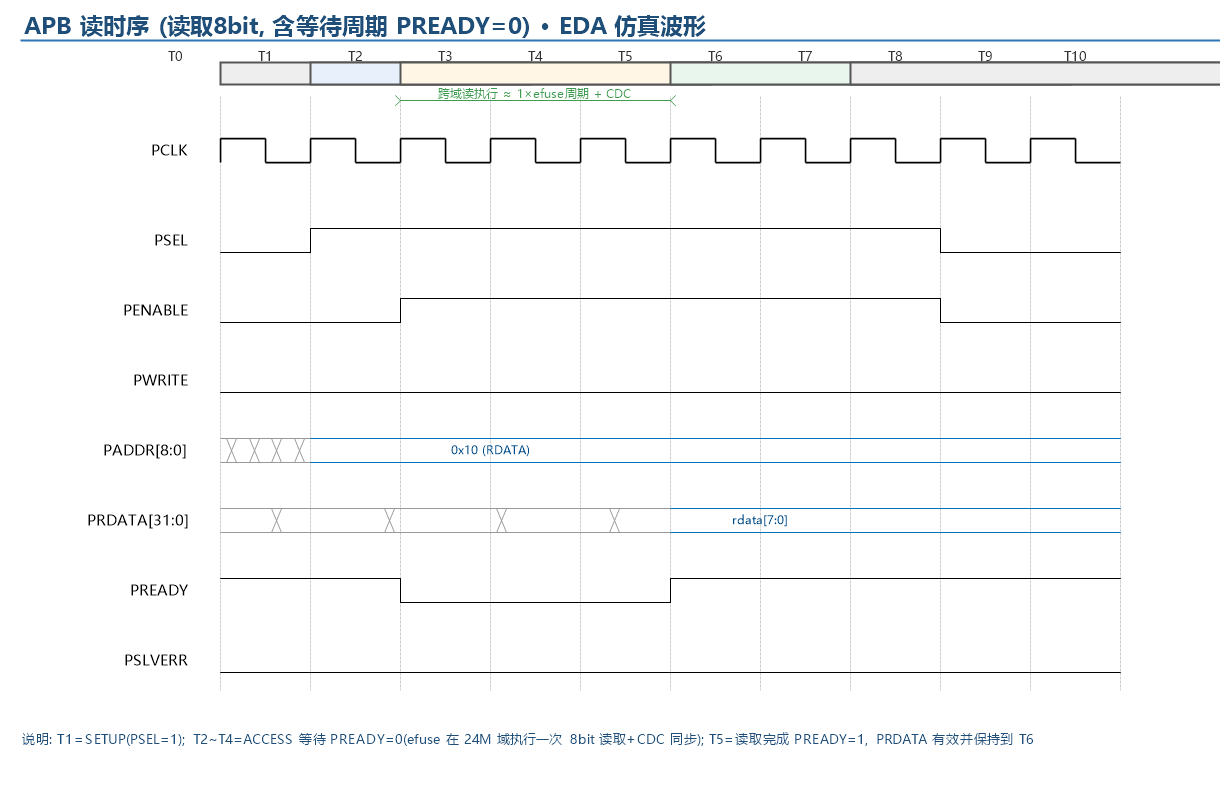 APB 读时序 (读取8bit, 含等待周期 PREADY=0) • EDA 仿真波形
T0 T1 T2 T3 T4 T5 T6 T7 T8 T9 T10
跨域读执行 ≈ 1×efuse周期 + CDC
PCLK
PSEL
PENABLE
PWRITE
PADDR[8:0] 0x10 (RDATA)
PRDATA[31:0] rdata[7:0]
PREADY
PSLVERR
说明: T1=SETUP(PSEL=1); T2~T4=ACCESS 等待 PREADY=0(efuse 在 24M 域执行一次 8bit 读取+CDC 同步); T5=读取完成 PREADY=1, PRDATA 有效并保持到 T6